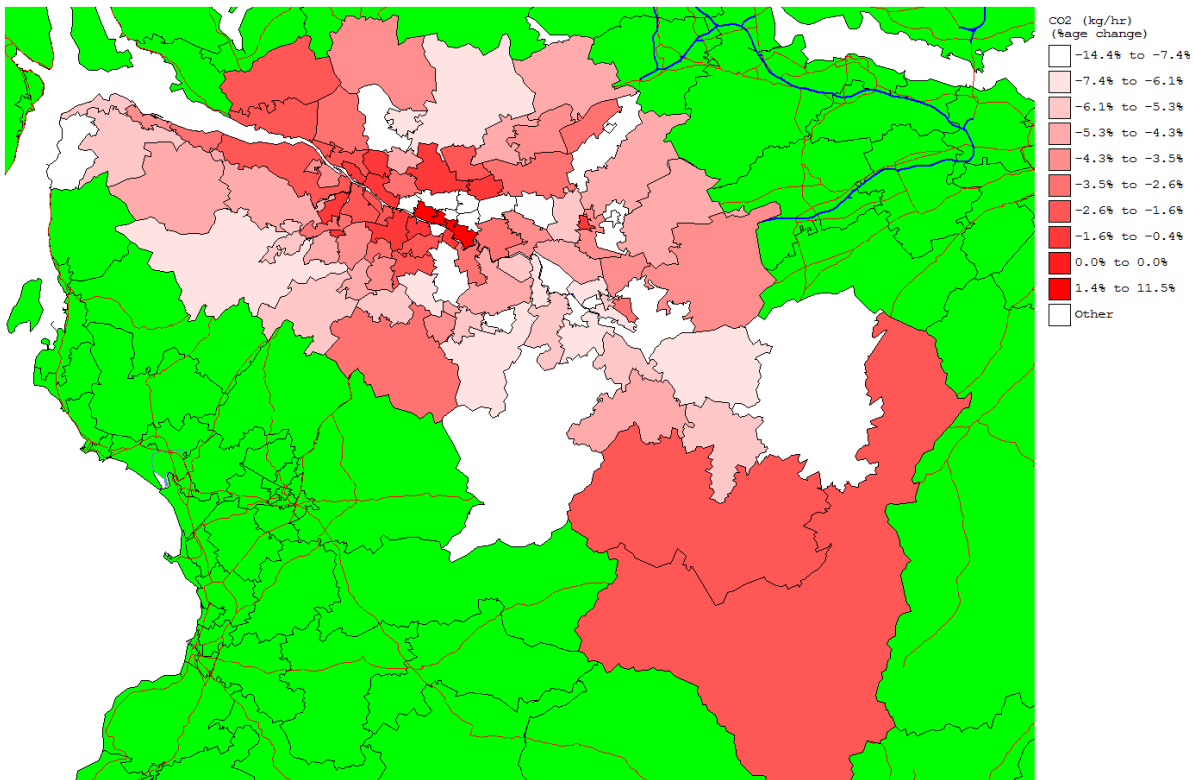 CO2 (kg/hr)
(%age change)
-14.4% to -7.4%
-7.4% to -6.1%
-6.1% to -5.3%
-5.3% to -4.3%
-4.3% to -3.5%
-3.5% to -2.6%
-2.6% to -1.6%
-1.6% to -0.4%
0.0% to 0.0%
1.4% to 11.5%
Other